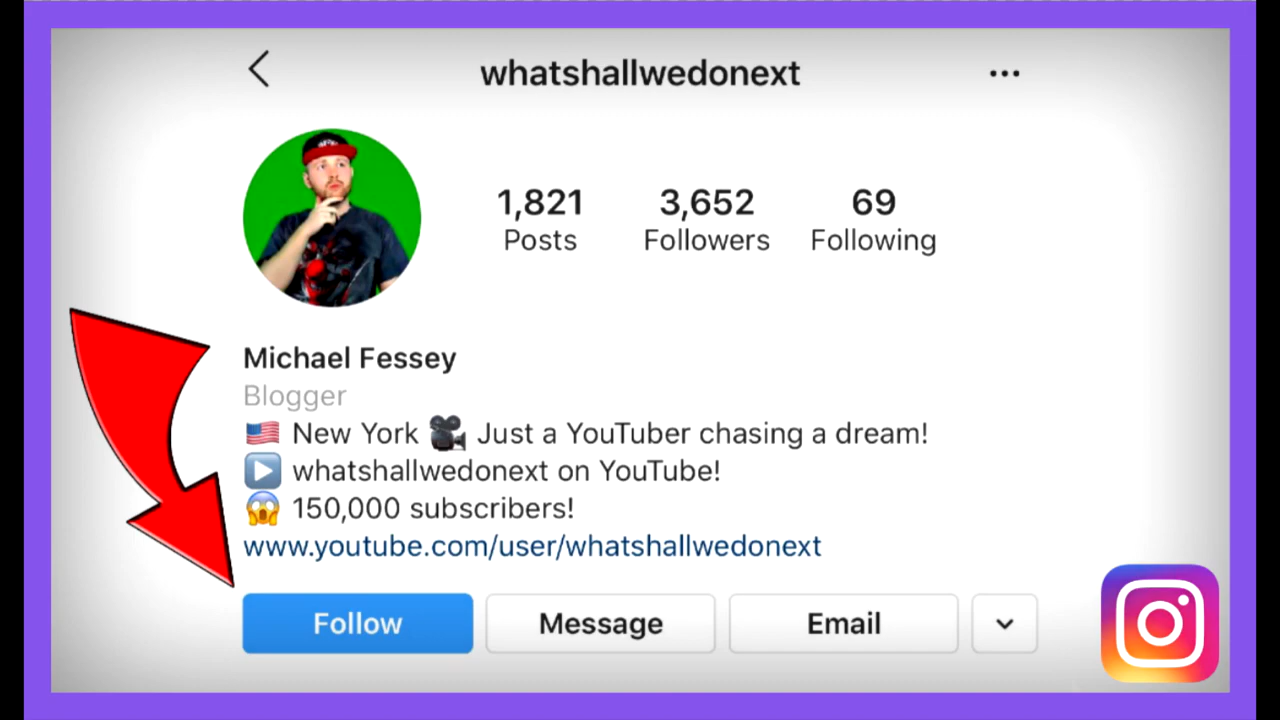 whatshallwedonext
1,821 3,652 69
Posts Followers Following
Michael Fessey
Blogger
🇺🇸 New York 🎥 Just a YouTuber chasing a dream!
▶️ whatshallwedonext on YouTube!
😱 150,000 subscribers!
www.youtube.com/user/whatshallwedonext
Follow Message Email